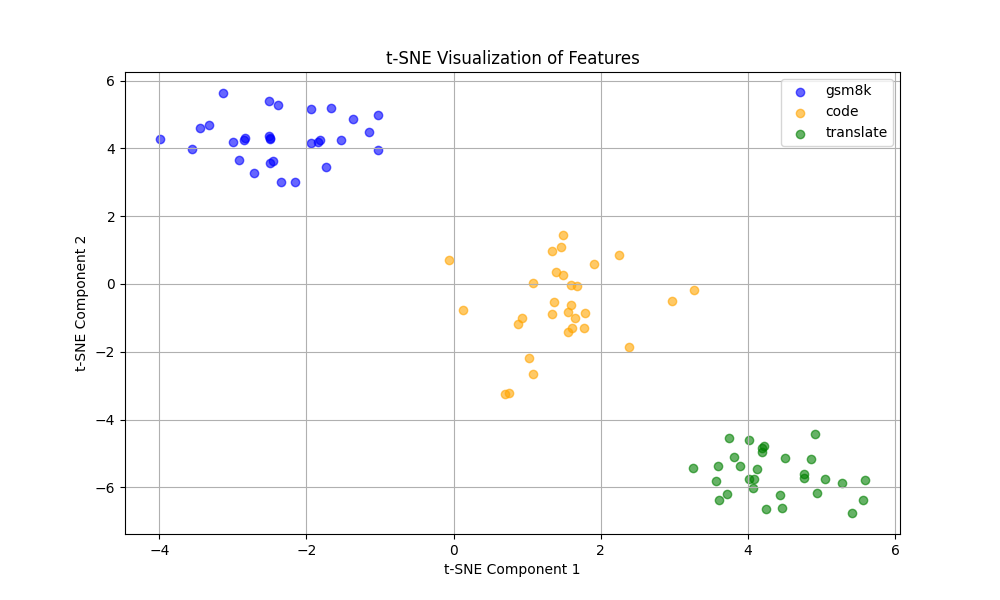 t-SNE Visualization of Features
gsm8k
code
translate
6
4
2
0
−2
−4
−6
t-SNE Component 2
−4
−2
0
2
4
6
t-SNE Component 1